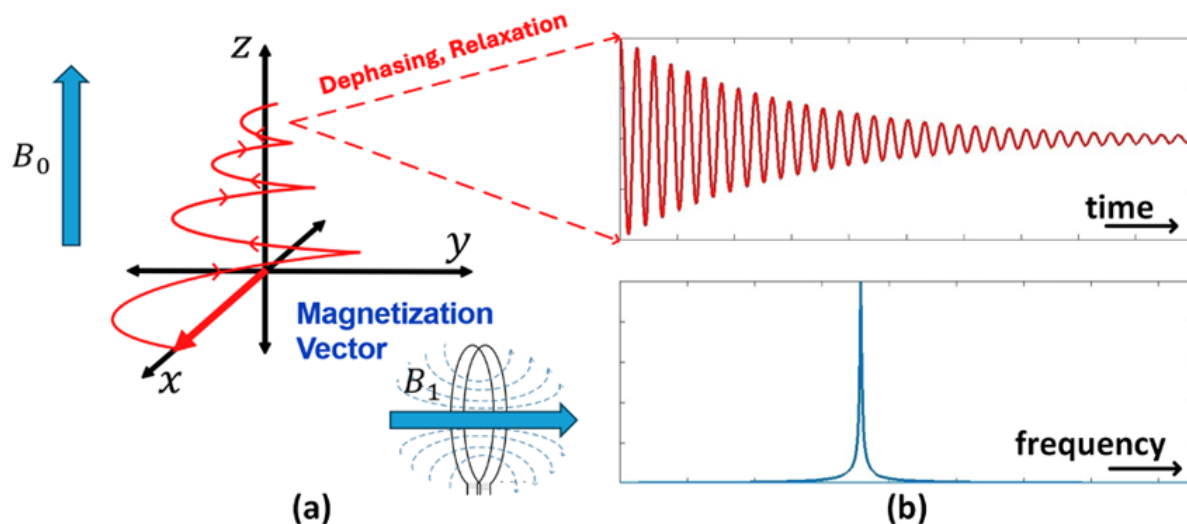 z
Dephasing, Relaxation
B₀
time
y
Magnetization
Vector
x
B₁
frequency
(a)
(b)